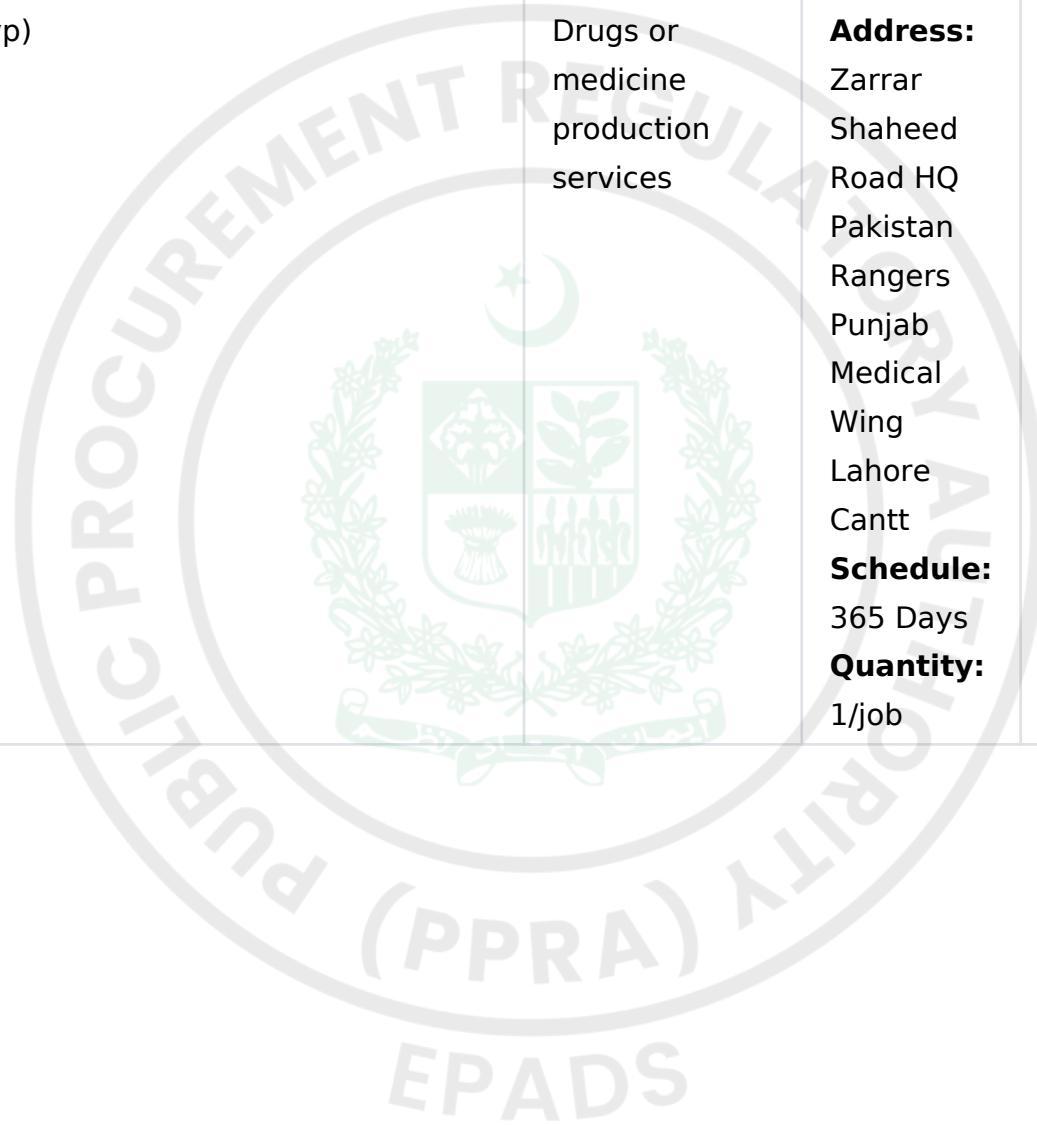 yp)
Drugs or
medicine
production
services
Address:
Zarrar
Shaheed
Road HQ
Pakistan
Rangers
Punjab
Medical
Wing
Lahore
Cantt
Schedule:
365 Days
Quantity:
1/job
PUBLIC PROCUREMENT REGULATORY AUTHORITY
(PPRA)
EPADS